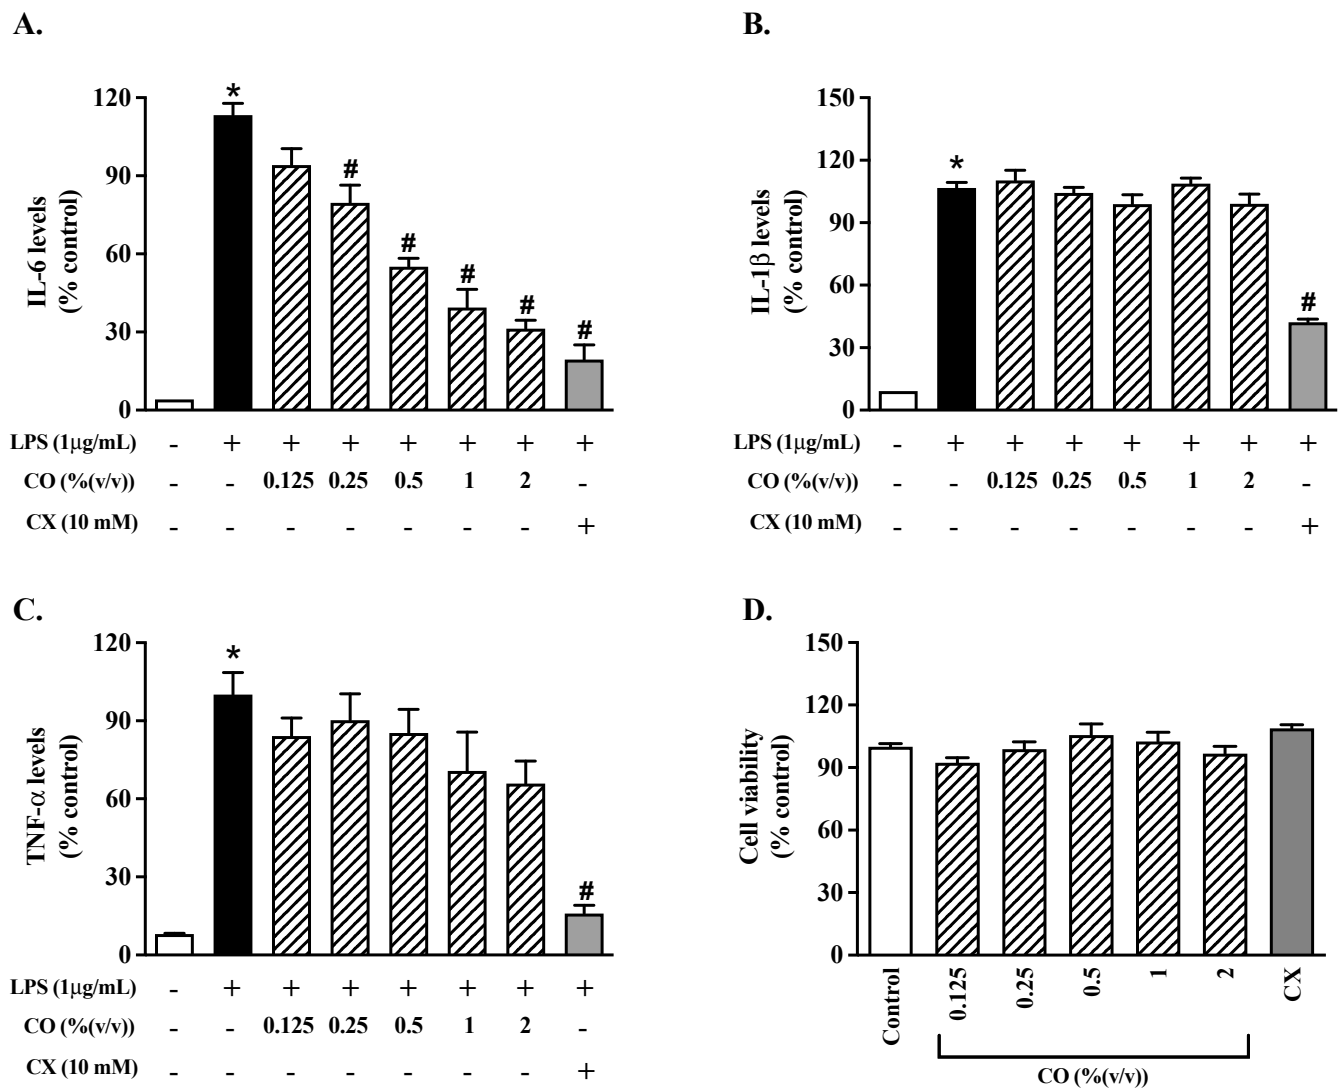 A.
IL-6 levels
(% control)
120
90
60
30
0
* # # # # #
LPS (1μg/mL) - + + + + + + +
CO (%(v/v)) - - 0.125 0.25 0.5 1 2 -
CX (10 mM) - - - - - - - +
B.
IL-1β levels
(% control)
150
120
90
60
30
0
* #
LPS (1μg/mL) - + + + + + + +
CO (%(v/v)) - - 0.125 0.25 0.5 1 2 -
CX (10 mM) - - - - - - - +
C.
TNF-α levels
(% control)
120
90
60
30
0
* #
LPS (1μg/mL) - + + + + + + +
CO (%(v/v)) - - 0.125 0.25 0.5 1 2 -
CX (10 mM) - - - - - - - +
D.
Cell viability
(% control)
150
120
90
60
30
0
Control 0.125 0.25 0.5 1 2 CX
CO (%(v/v))